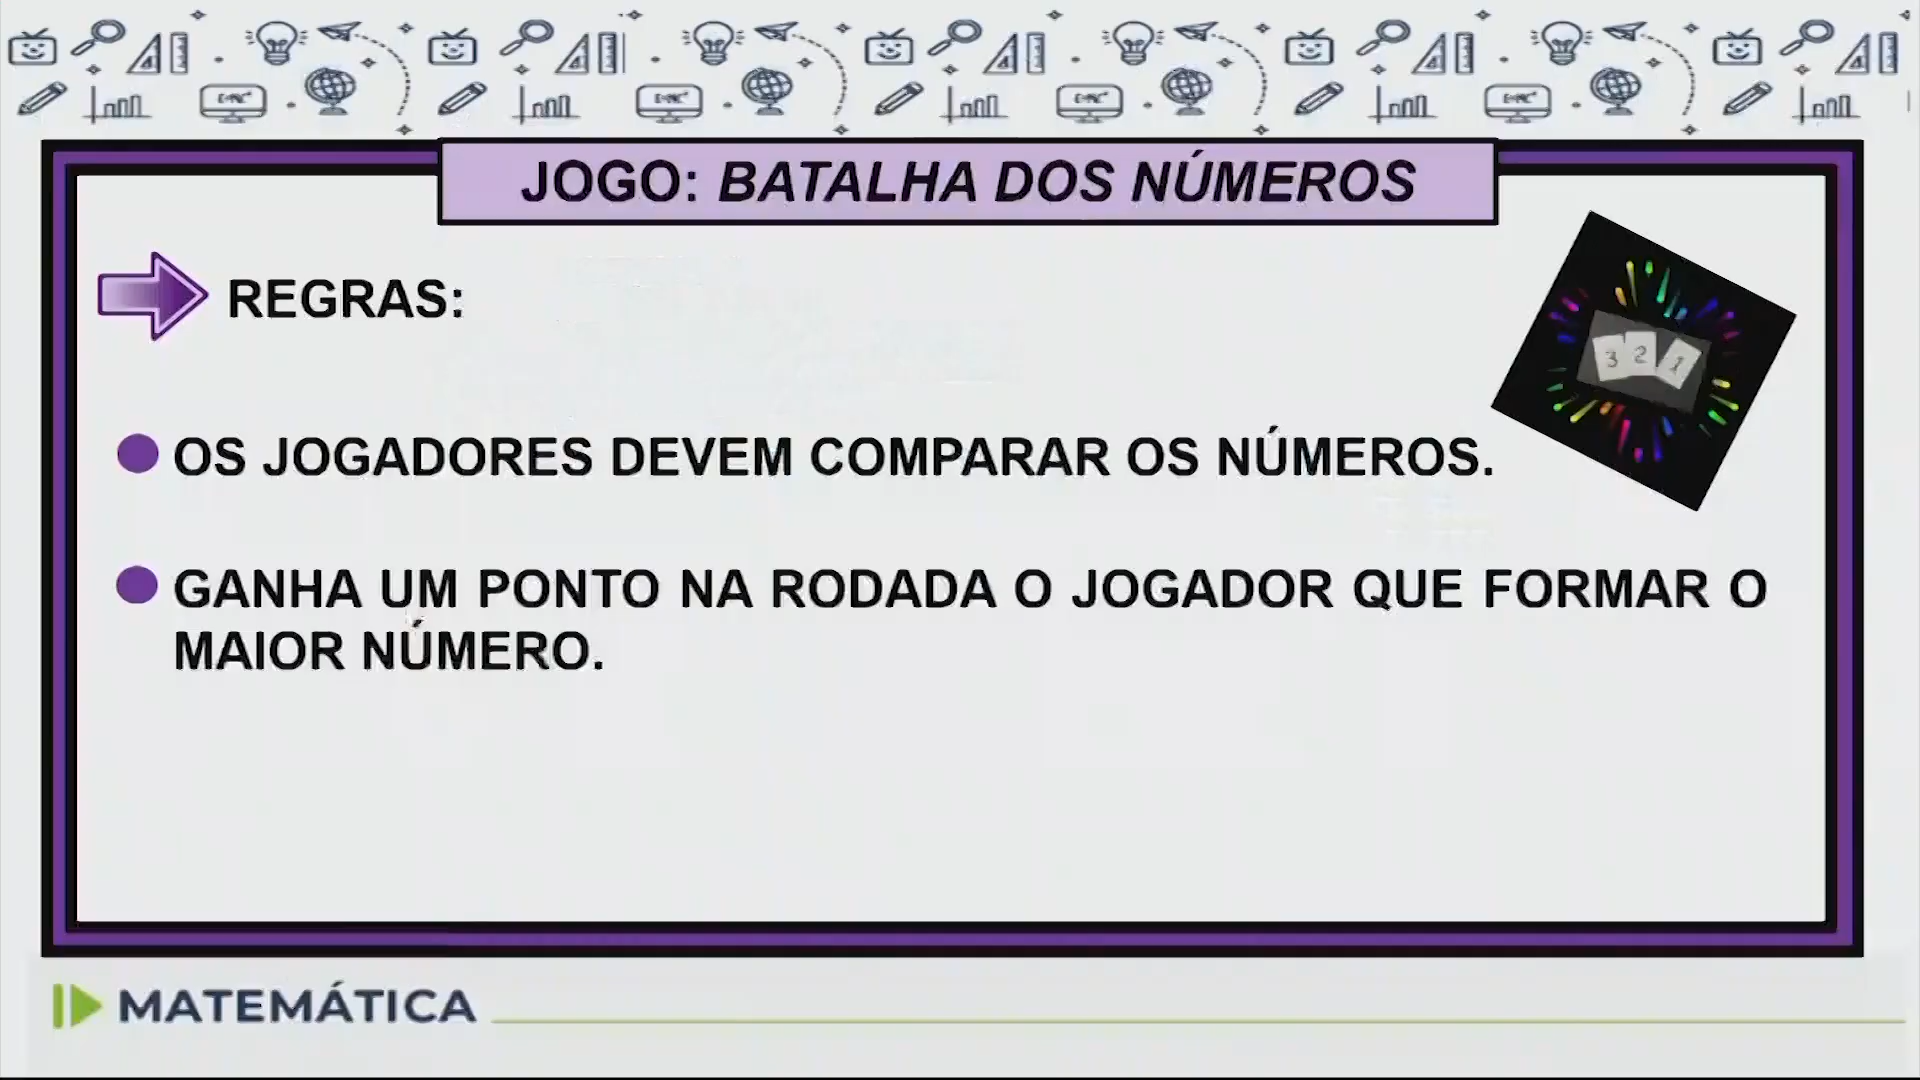 JOGO: BATALHA DOS NÚMEROS
REGRAS:
3 2 1
OS JOGADORES DEVEM COMPARAR OS NÚMEROS.
GANHA UM PONTO NA RODADA O JOGADOR QUE FORMAR O
MAIOR NÚMERO.
MATEMÁTICA